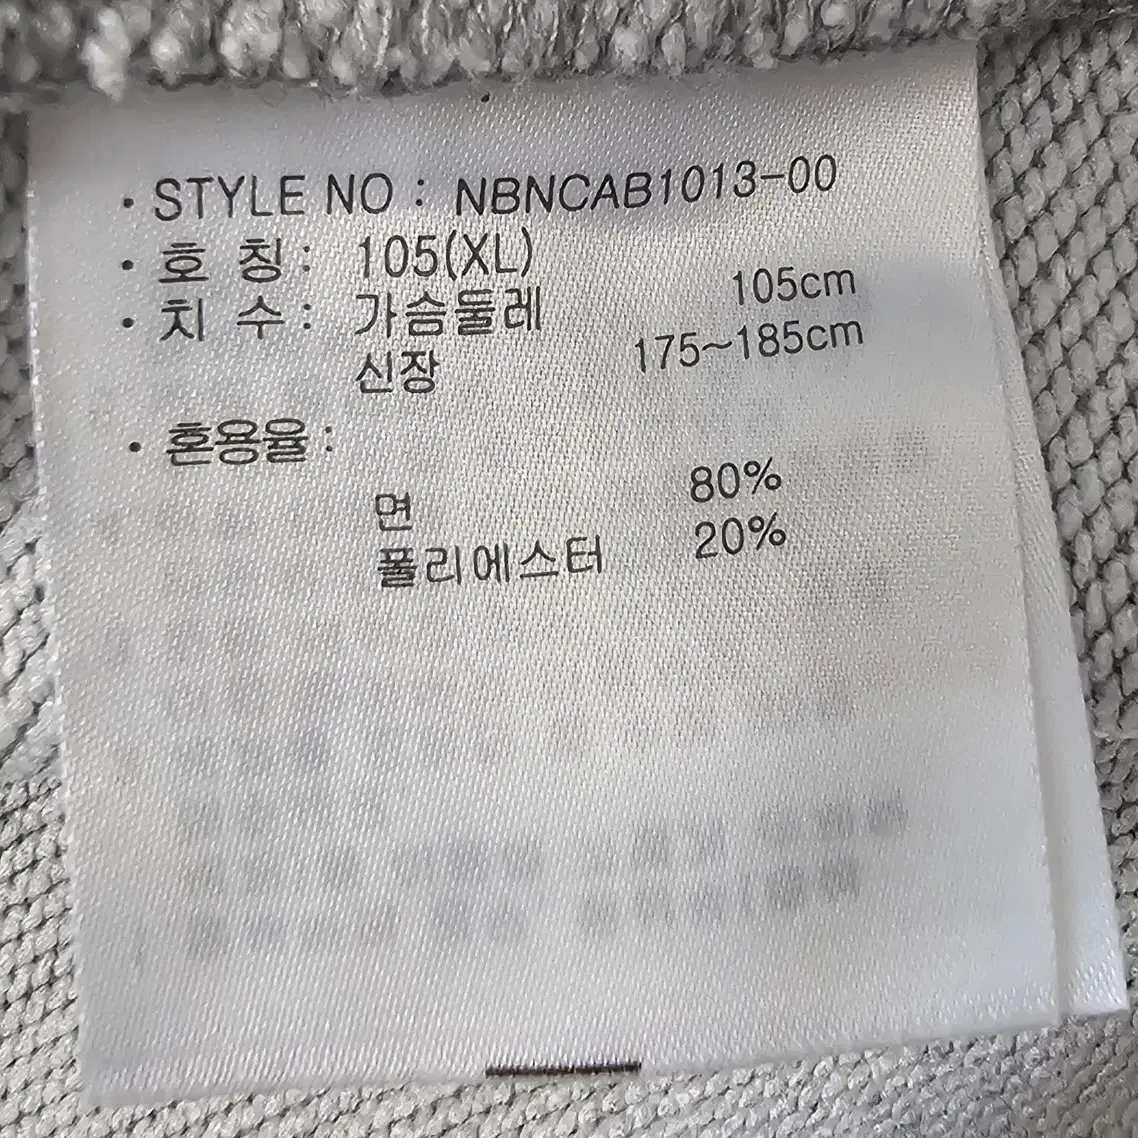 · STYLE NO : NBNCAB1013-00
· 호 칭 : 105(XL)
· 치 수 : 가슴둘레 105cm
신장 175~185cm
· 혼용율 :
면 80%
폴리에스터 20%